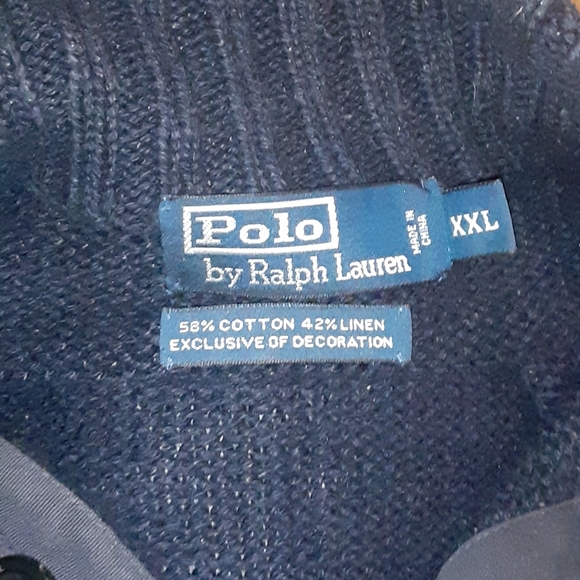 Polo
by Ralph Lauren
MADE IN
CHINA
XXL
58% COTTON 42% LINEN
EXCLUSIVE OF DECORATION